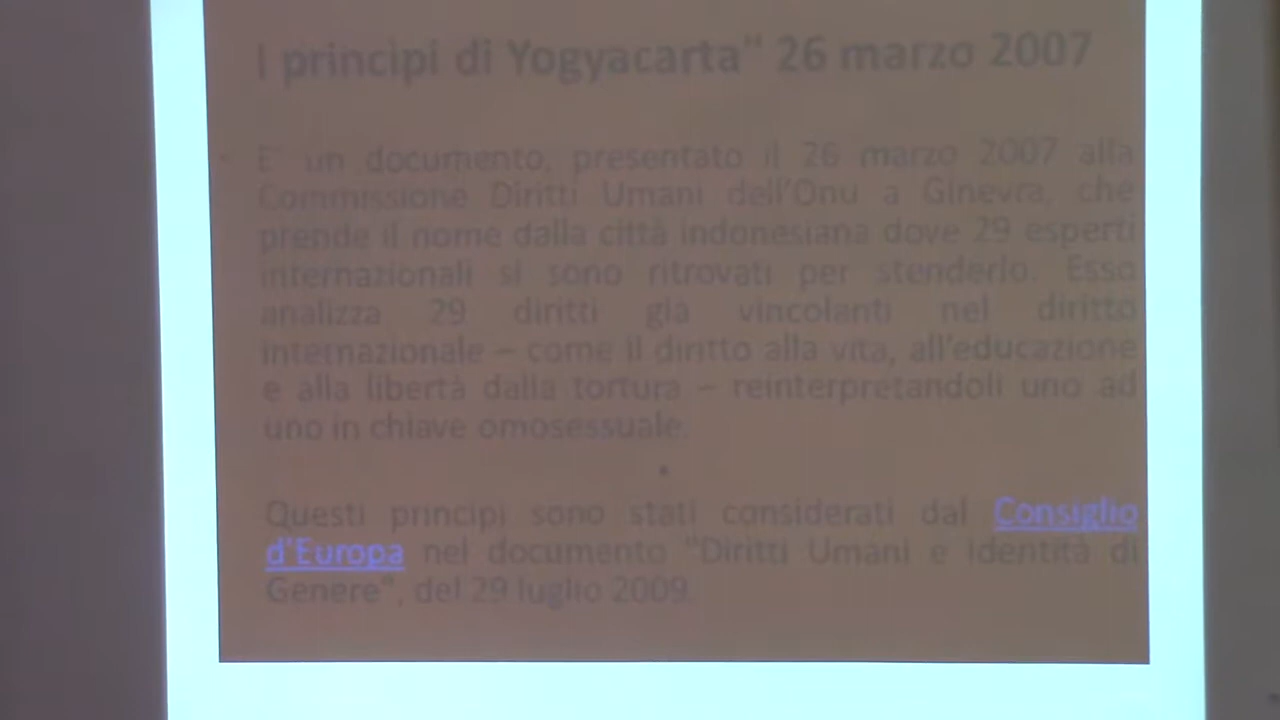 I principi di Yogyacarta" 26 marzo 2007
E' un documento, presentato il 26 marzo 2007 alla
Commissione Diritti Umani dell'Onu a Ginevra, che
prende il nome dalla città indonesiana dove 29 esperti
internazionali si sono ritrovati per stenderlo. Esso
analizza 29 diritti già vincolanti nel diritto
internazionale – come il diritto alla vita, all'educazione
e alla libertà dalla tortura – reinterpretandoli uno ad
uno in chiave omosessuale.
Questi principi sono stati considerati dal Consiglio
d'Europa nel documento "Diritti Umani e Identità di
Genere", del 29 luglio 2009.